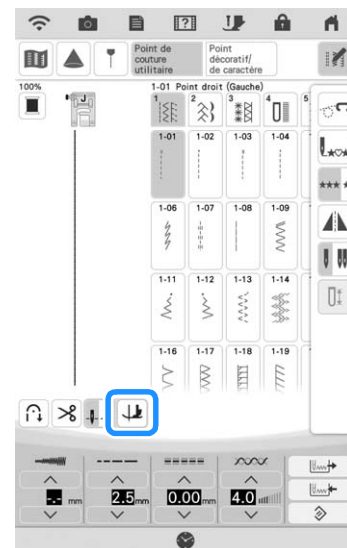 Point de
couture
utilitaire
Point
décoratif/
de caractère
100%
1-01 Point droit (Gauche)
J
1 2 3 4 5
1-01 1-02 1-03 1-04
1-06 1-07 1-08 1-09
1-11 1-12 1-13 1-14
1-16 1-17 1-18 1-19
-.- mm 2.5 mm 0.00 mm 4.0